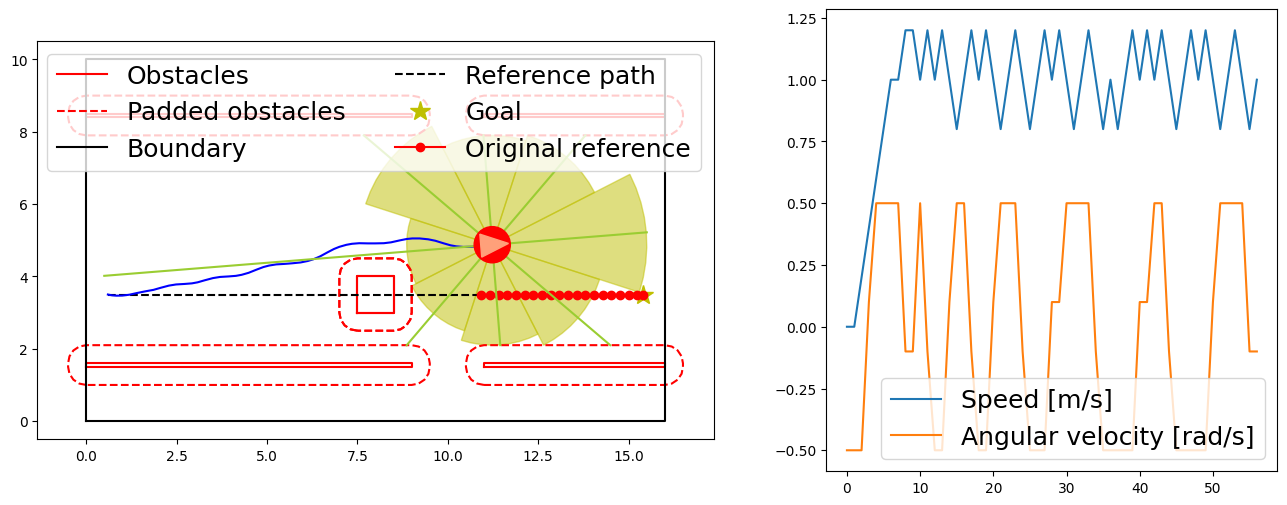 Obstacles
Padded obstacles
Boundary
Reference path
Goal
Original reference
10
8
6
4
2
0
0.0 2.5 5.0 7.5 10.0 12.5 15.0
1.25
1.00
0.75
0.50
0.25
0.00
−0.25
−0.50
Speed [m/s]
Angular velocity [rad/s]
0 10 20 30 40 50